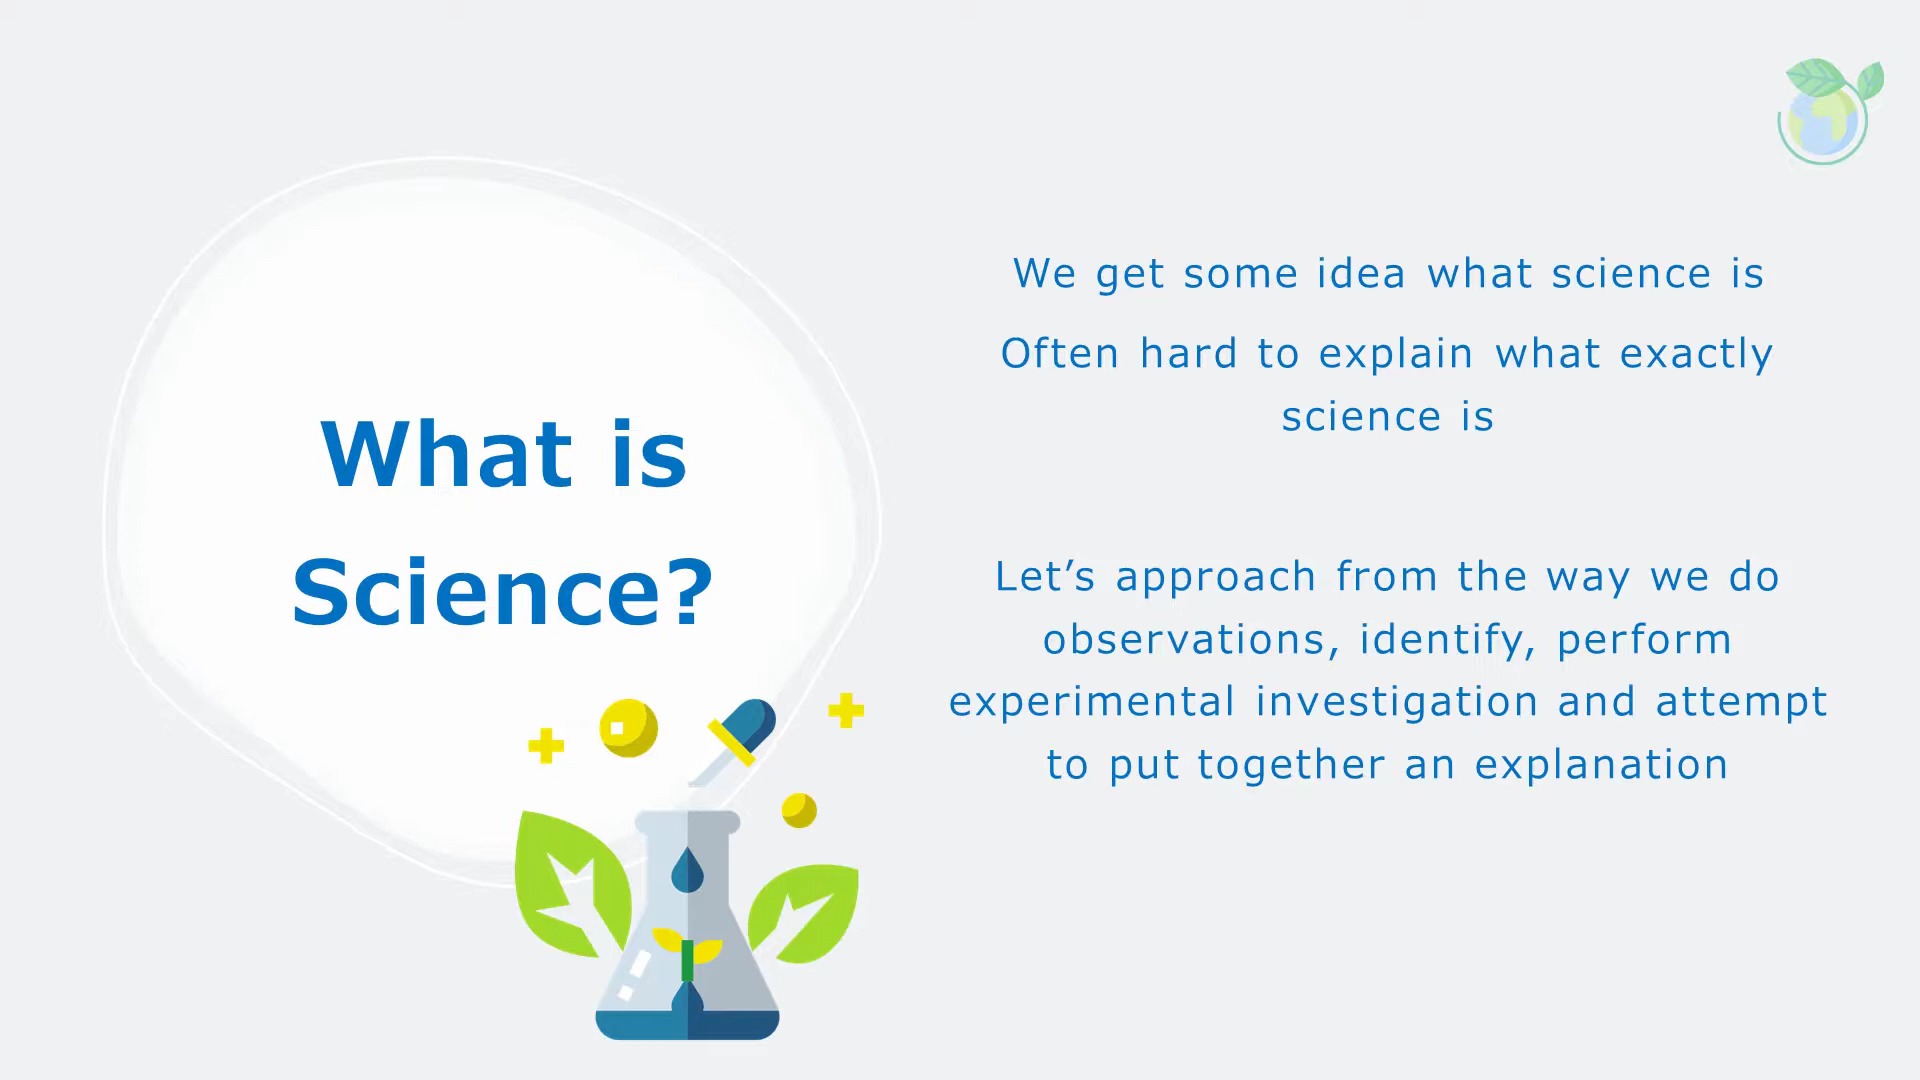 What is
Science?
We get some idea what science is
Often hard to explain what exactly
science is
Let’s approach from the way we do
observations, identify, perform
experimental investigation and attempt
to put together an explanation